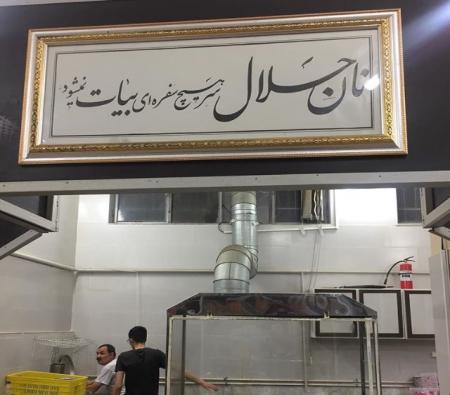 نان حلال سر هیچ سفره ای بیات نمیشود